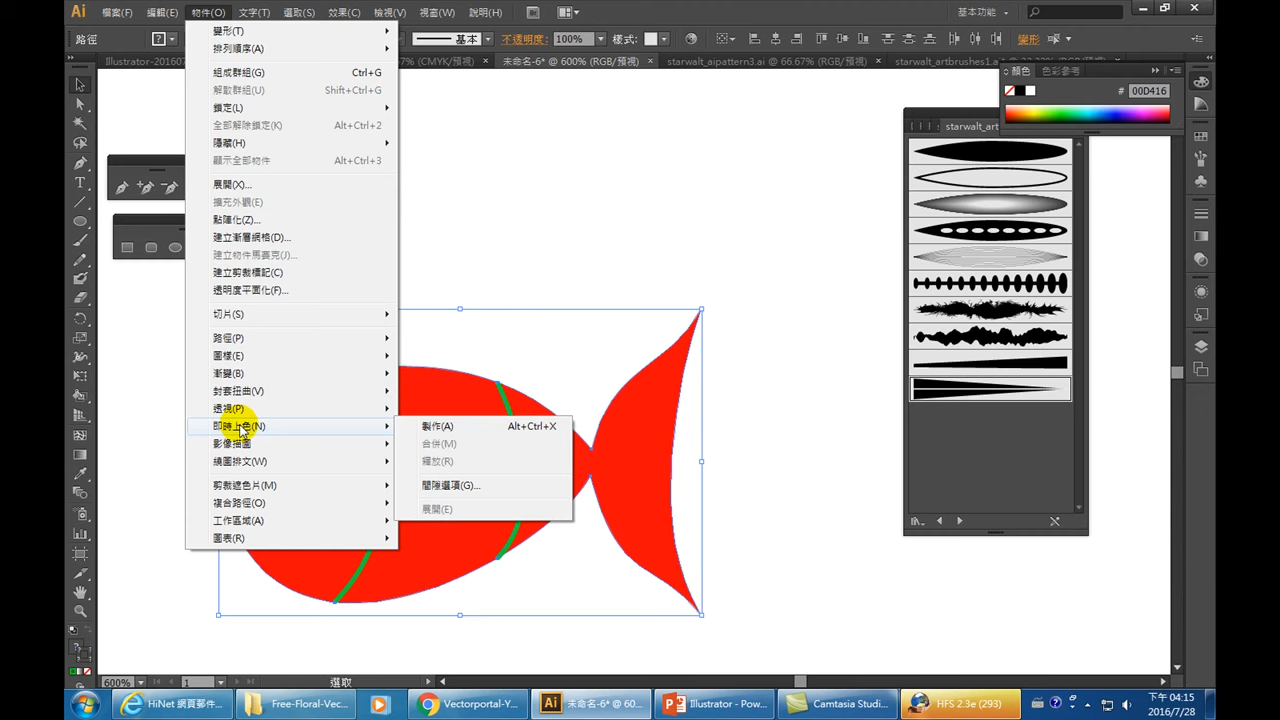 Ai 檔案(F) 編輯(E) 物件(O) 文字(T) 選取(S) 效果(C) 檢視(V) 視窗(W) 說明(H) Br 基本功能
路徑 基本 不透明度: 100% 樣式: 變形
Illustrator-201607 % (CMYK/預視) 未命名-6* @ 600% (RGB/預視) starwalt_aipattern3.ai @ 66.67% (RGB/預視) starwalt_artbrushes1.ai @
變形(T)
排列順序(A)
組成群組(G) Ctrl+G
解散群組(U) Shift+Ctrl+G
鎖定(L)
全部解除鎖定(K) Alt+Ctrl+2
隱藏(H)
顯示全部物件 Alt+Ctrl+3
展開(X)...
擴充外觀(E)
點陣化(Z)...
建立漸層網格(D)...
建立物件馬賽克(J)...
建立剪裁標記(C)
透明度平面化(F)...
切片(S)
路徑(P)
圖樣(E)
漸變(B)
封套扭曲(V)
透視(P)
即時上色(N)
影像描圖
繞圖排文(W)
剪裁遮色片(M)
複合路徑(O)
工作區域(A)
圖表(R)
製作(A) Alt+Ctrl+X
合併(M)
釋放(R)
間隙選項(G)...
展開(E)
顏色 色彩參考
# 00D416
starwalt_art
600% 1 選取
HiNet 網頁郵件... Free-Floral-Vec... Vectorportal-Y... 未命名-6* @ 60... Illustrator - Pow... Camtasia Studi... HFS 2.3e (293)
下午 04:15
2016/7/28